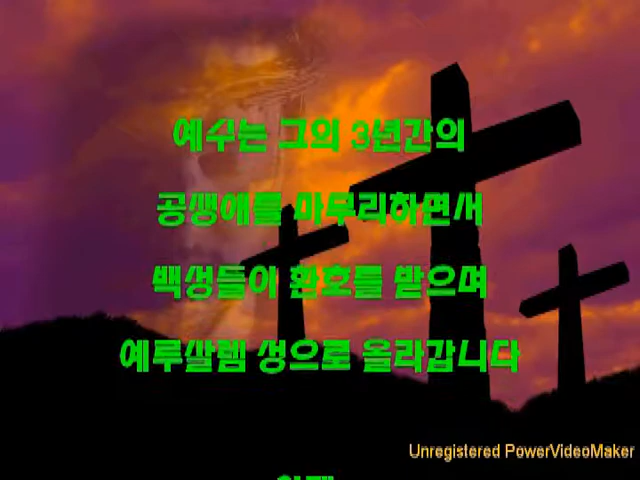 예수는 그의 3년간의
공생애를 마무리하면서
백성들이 환호를 받으며
예루살렘 성으로 올라갑니다
Unregistered PowerVideoMaker